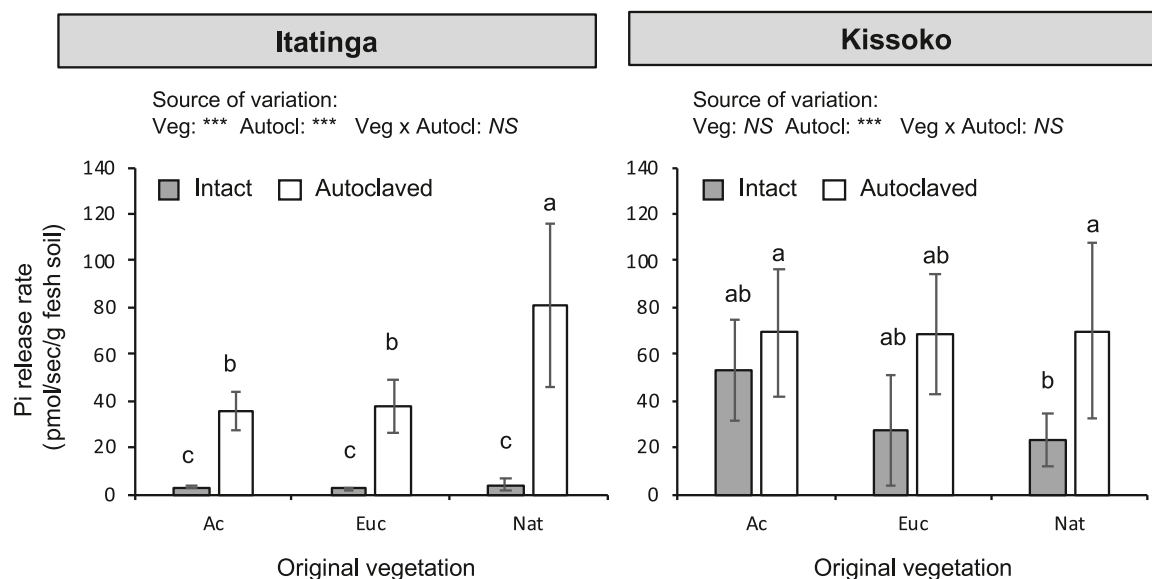 Itatinga
Source of variation:
Veg: *** Autocl: *** Veg x Autocl: NS
Pi release rate
(pmol/sec/g fesh soil)
140
120
100
80
60
40
20
0
Intact
Autoclaved
c
b
c
b
c
a
Ac
Euc
Nat
Original vegetation
Kissoko
Source of variation:
Veg: NS Autocl: *** Veg x Autocl: NS
140
120
100
80
60
40
20
0
Intact
Autoclaved
ab
a
ab
ab
b
a
Ac
Euc
Nat
Original vegetation